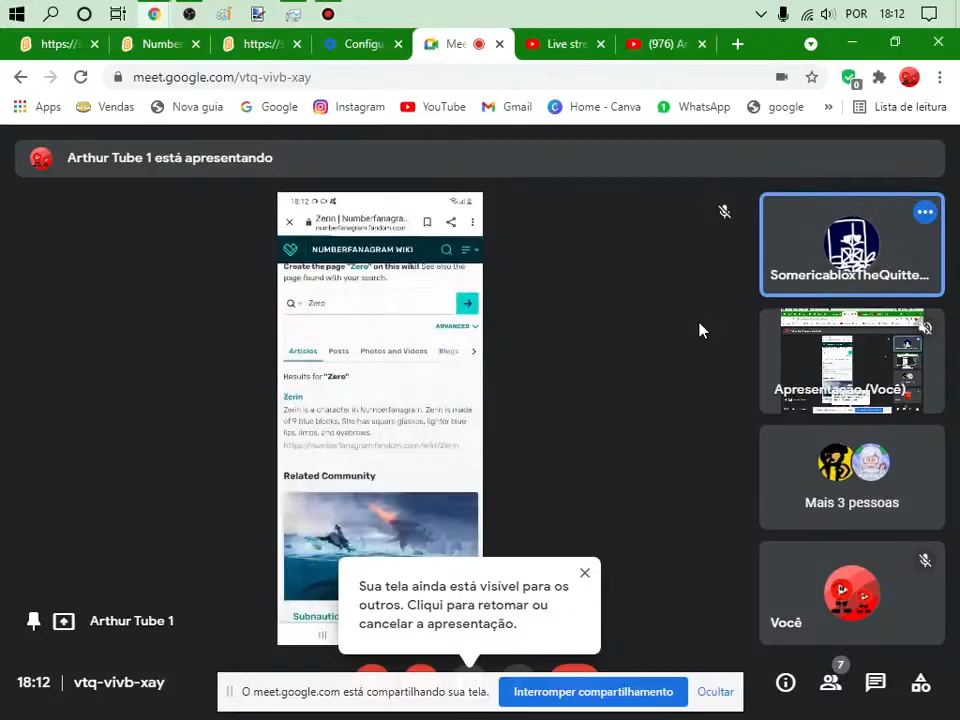 POR
18:12
https://s
Number
https://s
Configu
Mee
Live stre
(976) Ar
meet.google.com/vtq-vivb-xay
0
Apps
Vendas
Nova guia
Google
Instagram
YouTube
Gmail
Home - Canva
WhatsApp
google
»
Lista de leitura
Arthur Tube 1 está apresentando
18:12
Zerin | Numberfanagra...
numberfanagram.fandom.com
NUMBERFANAGRAM WIKI
Create the page "Zero" on this wiki! See also the
page found with your search.
Zero
ADVANCED
Articles
Posts
Photos and Videos
Blogs
Results for "Zero"
Zerin
Zerin is a character in Numberfanagram. Zerin is made
of 9 blue blocks. She has square glasses, lighter blue
lips, limbs, and eyebrows.
https://numberfanagram.fandom.com/wiki/Zerin
Related Community
Subnautic
SomericabloxTheQuitte...
Apresentação (Você)
Mais 3 pessoas
Você
Sua tela ainda está visível para os
outros. Cliqui para retomar ou
cancelar a apresentação.
Arthur Tube 1
18:12 | vtq-vivb-xay
O meet.google.com está compartilhando sua tela.
Interromper compartilhamento
Ocultar
7